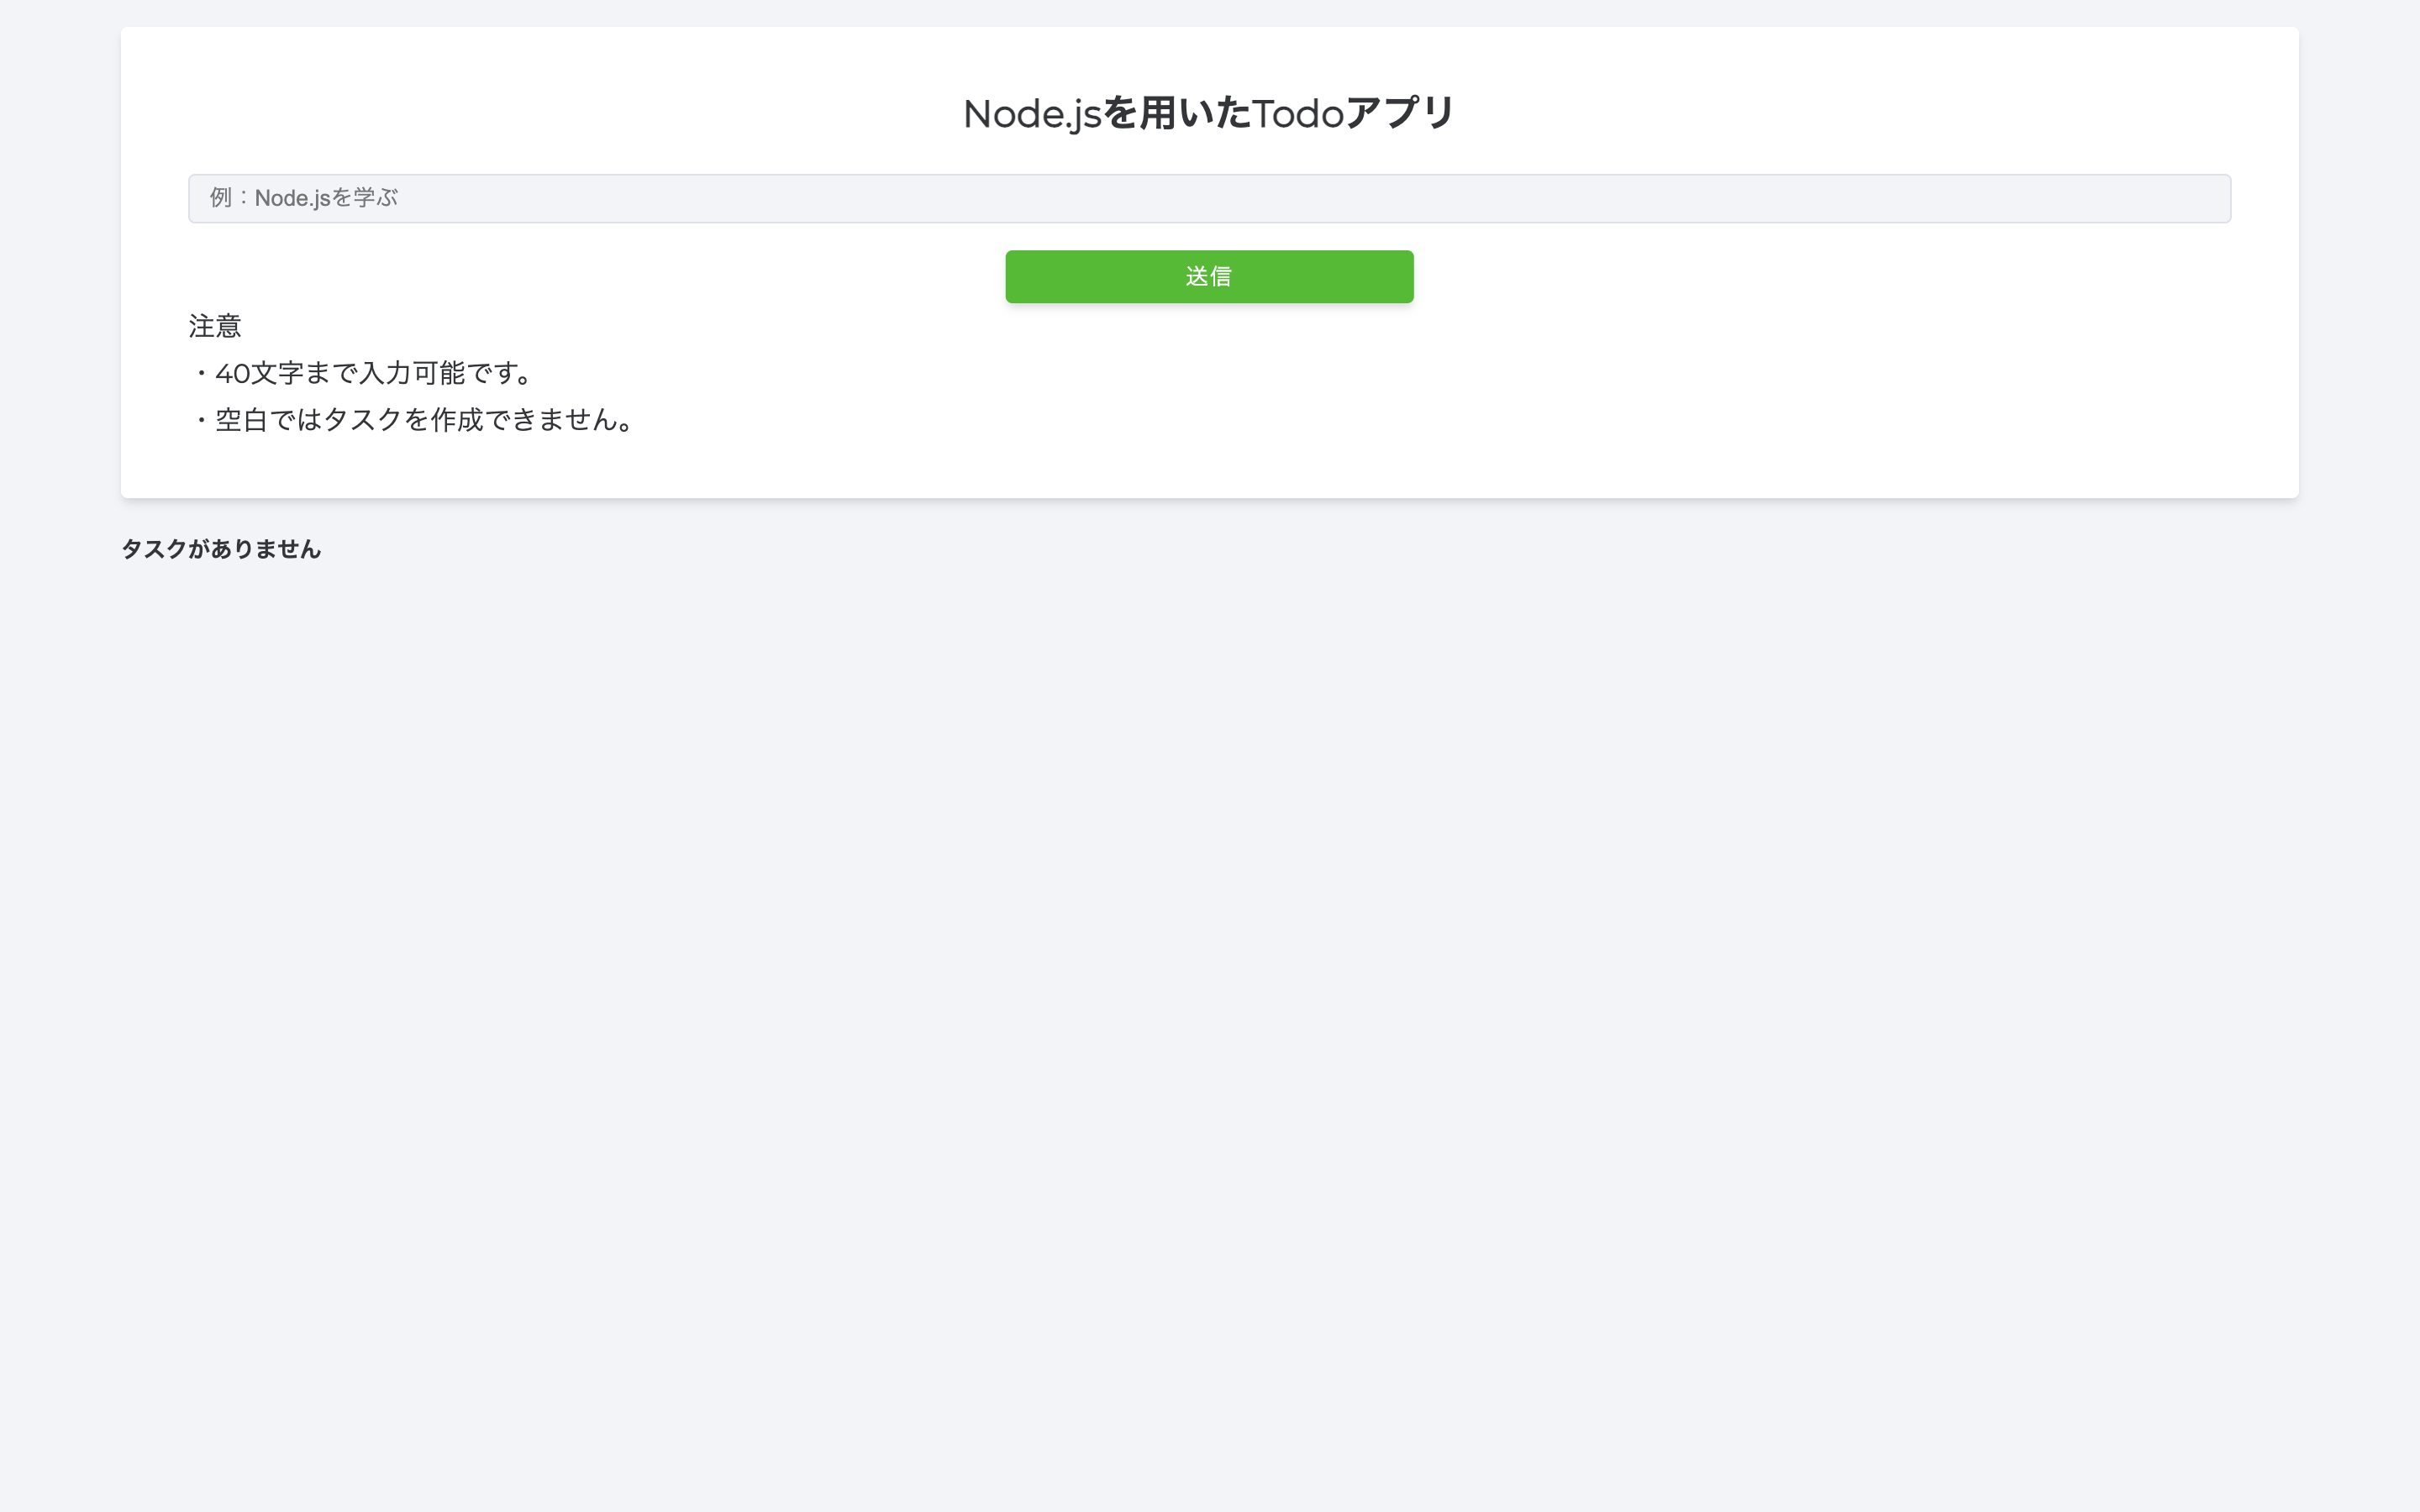 Node.jsを用いたTodoアプリ
例：Node.jsを学ぶ
送信
注意
・40文字まで入力可能です。
・空白ではタスクを作成できません。
タスクがありません